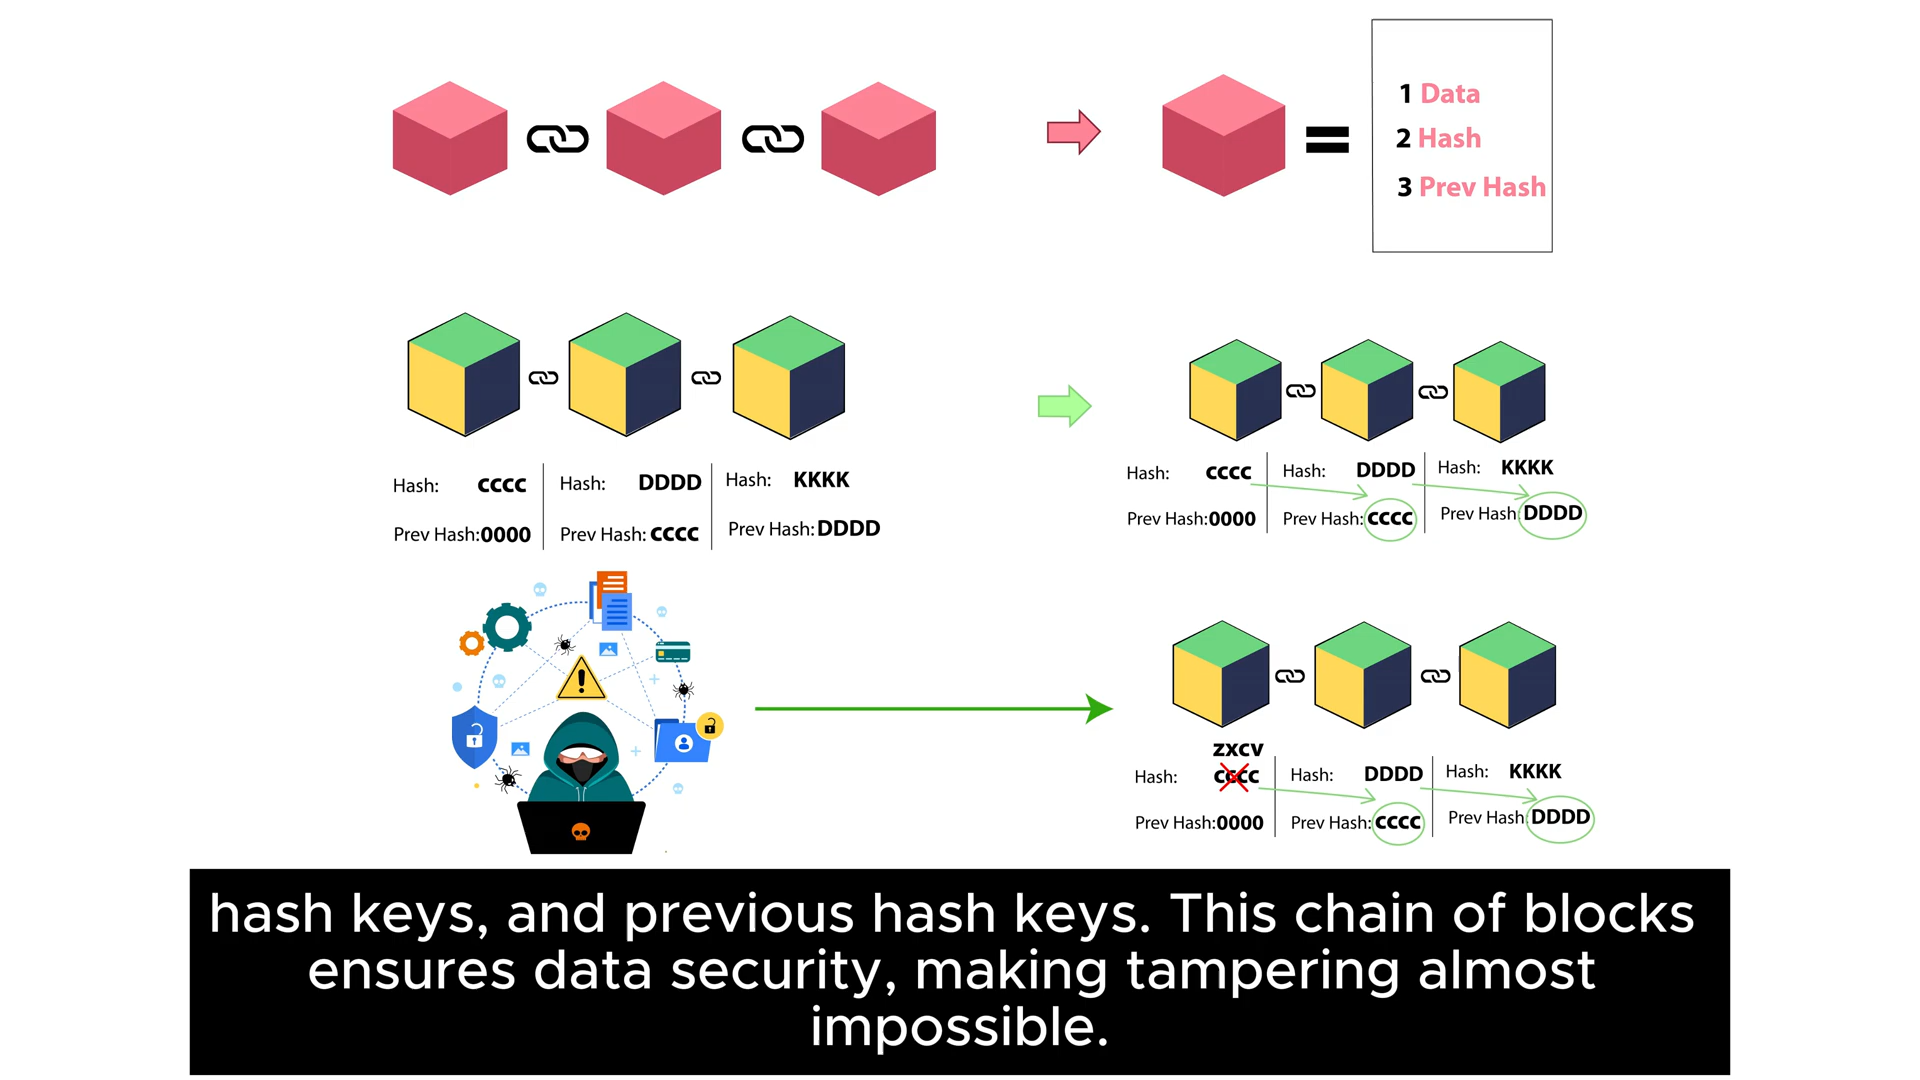 1 Data
2 Hash
3 Prev Hash
Hash: cccc Hash: DDDD Hash: KKKK
Prev Hash:0000 Prev Hash: cccc Prev Hash: DDDD
Hash: cccc Hash: DDDD Hash: KKKK
Prev Hash:0000 Prev Hash: cccc Prev Hash DDDD
zxcv
Hash: cccc Hash: DDDD Hash: KKKK
Prev Hash:0000 Prev Hash: cccc Prev Hash DDDD
hash keys, and previous hash keys. This chain of blocks
ensures data security, making tampering almost
impossible.